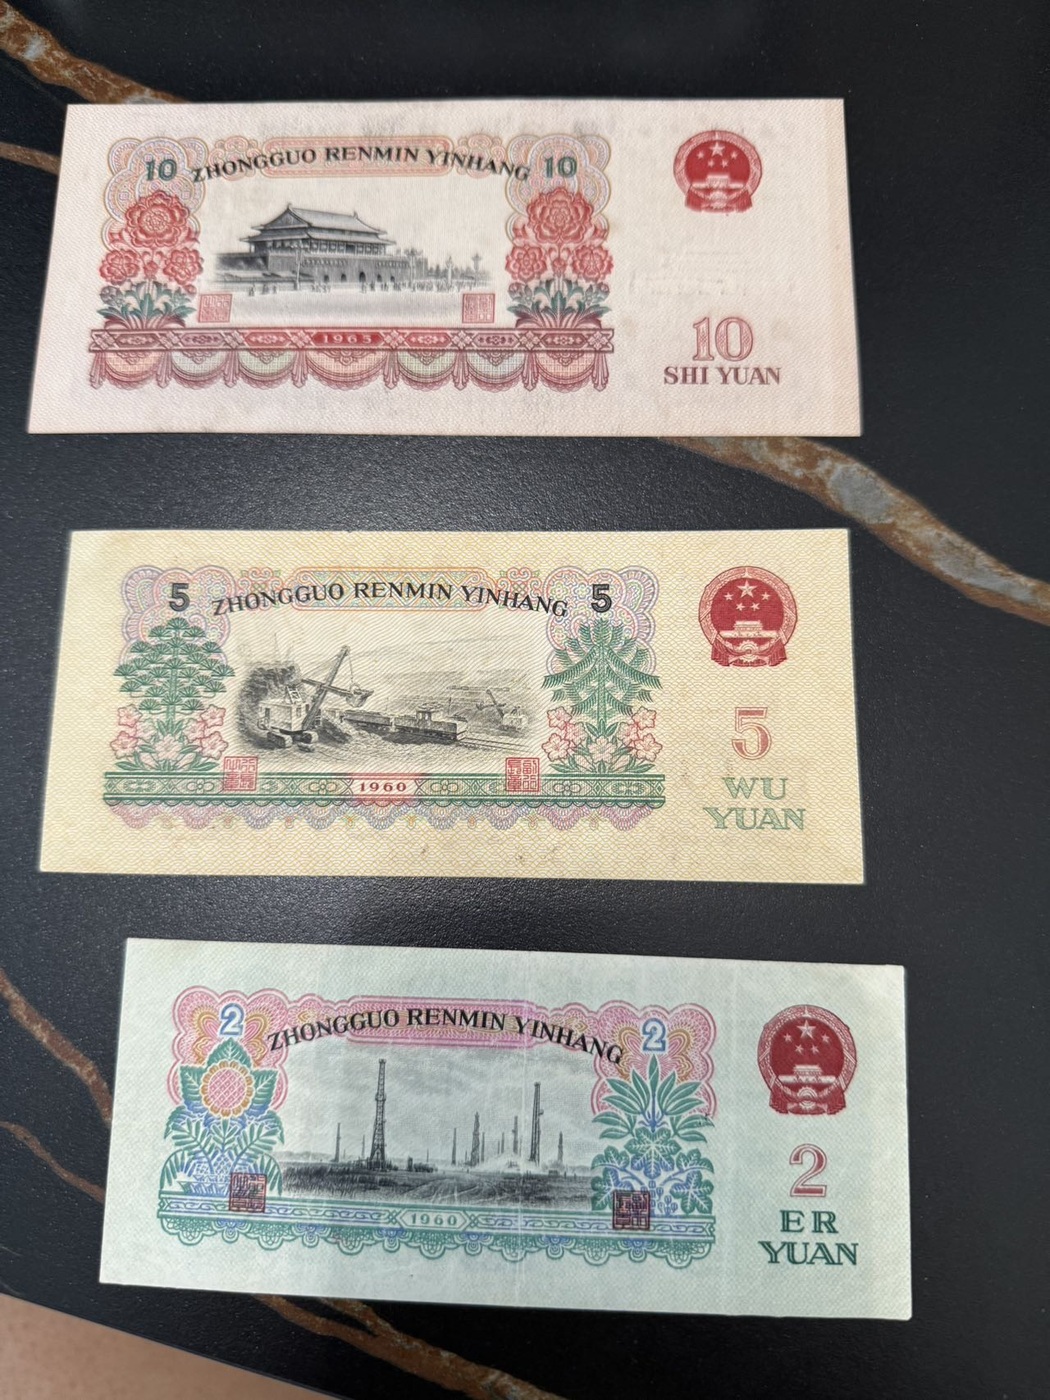 10 ZHONGGUO RENMIN YINHANG 10
1965
10
SHI YUAN
5 ZHONGGUO RENMIN YINHANG 5
1960
5
WU
YUAN
2 ZHONGGUO RENMIN YINHANG 2
1960
2
ER
YUAN